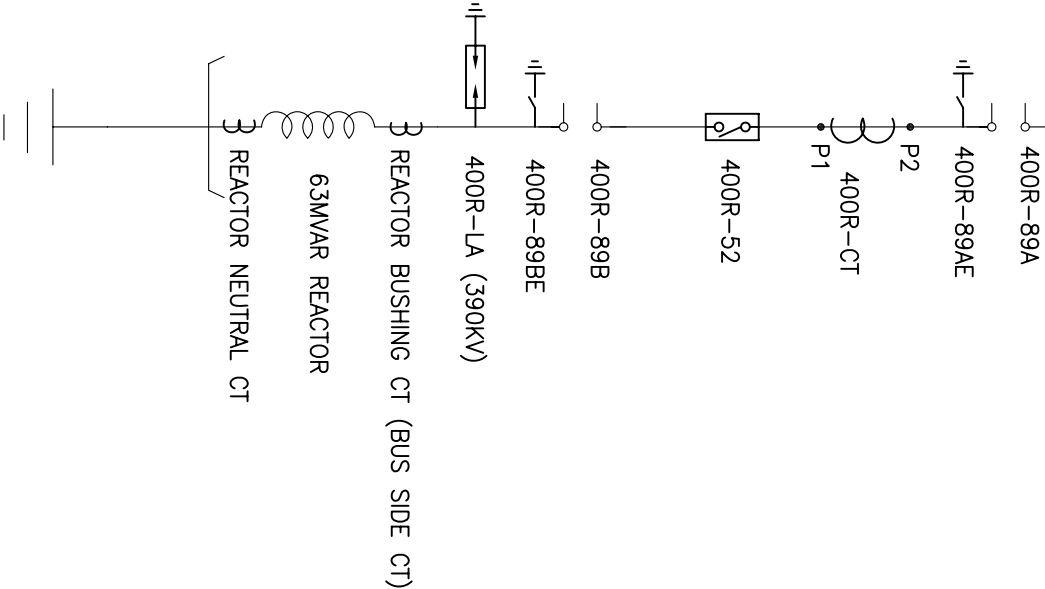 400R-89A
400R-89AE
P2
400R-CT
P1
400R-52
400R-89B
400R-89BE
400R-LA (390KV)
REACTOR BUSHING CT (BUS SIDE CT)
63MVAR REACTOR
REACTOR NEUTRAL CT